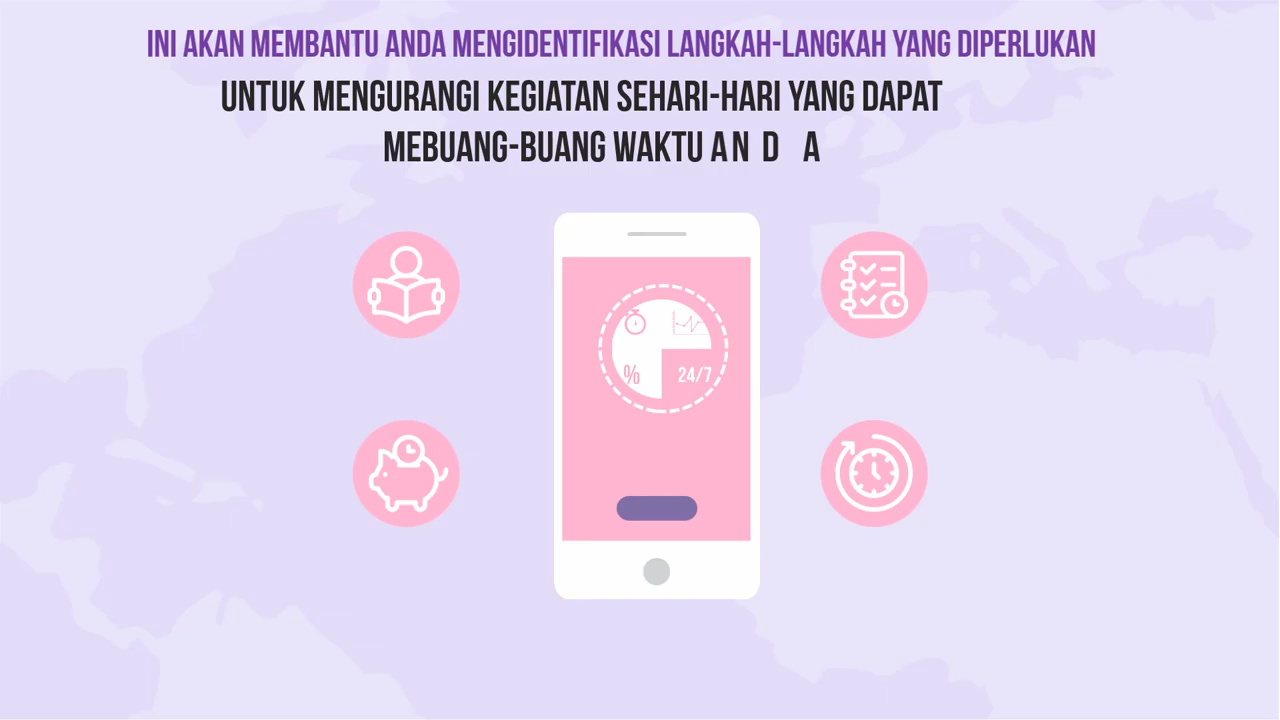 INI AKAN MEMBANTU ANDA MENGIDENTIFIKASI LANGKAH-LANGKAH YANG DIPERLUKAN
UNTUK MENGURANGI KEGIATAN SEHARI-HARI YANG DAPAT
MEBUANG-BUANG WAKTU ANDA
%
24/7